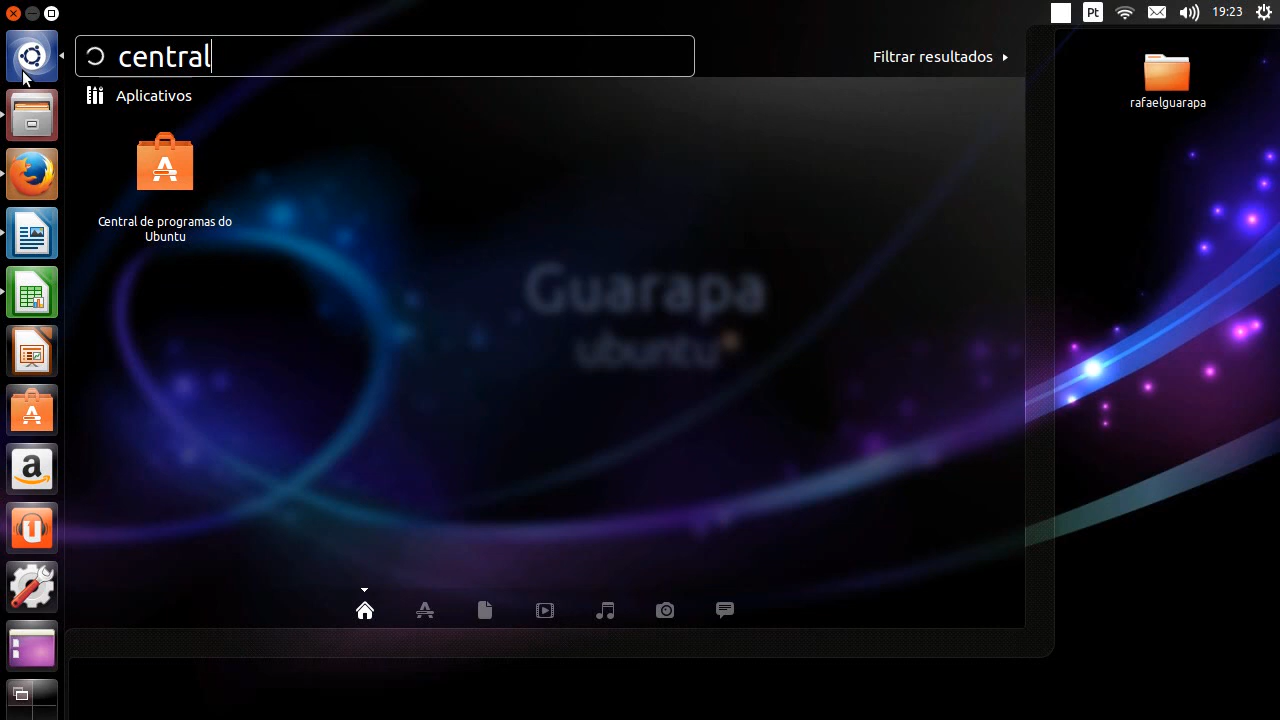 Pt
19:23
central
Filtrar resultados
Aplicativos
Central de programas do
Ubuntu
rafaelguarapa
Guarapa
ubuntu